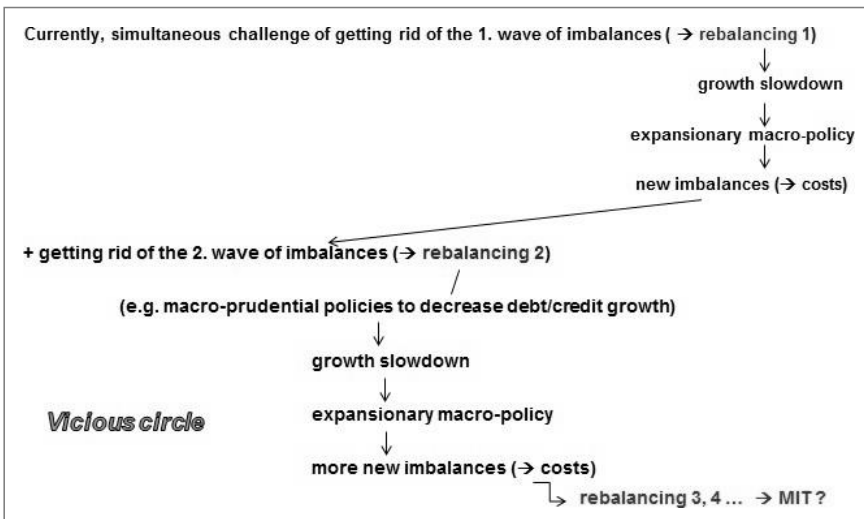 Currently, simultaneous challenge of getting rid of the 1. wave of imbalances ( → rebalancing 1)
growth slowdown
expansionary macro-policy
new imbalances (→ costs)
+ getting rid of the 2. wave of imbalances (→ rebalancing 2)
(e.g. macro-prudential policies to decrease debt/credit growth)
growth slowdown
expansionary macro-policy
Vicious circle
more new imbalances (→ costs)
rebalancing 3, 4 ... → MIT ?